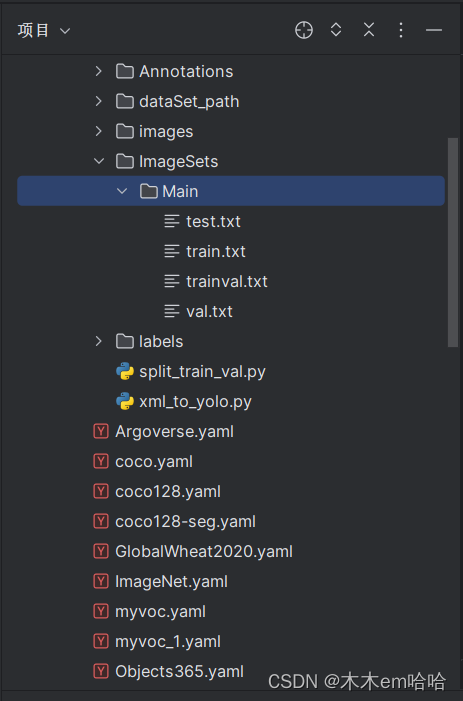 项目
Annotations
dataSet_path
images
ImageSets
Main
test.txt
train.txt
trainval.txt
val.txt
labels
split_train_val.py
xml_to_yolo.py
Argoverse.yaml
coco.yaml
coco128.yaml
coco128-seg.yaml
GlobalWheat2020.yaml
ImageNet.yaml
myvoc.yaml
myvoc_1.yaml
Objects365.yaml
CSDN @木木em哈哈